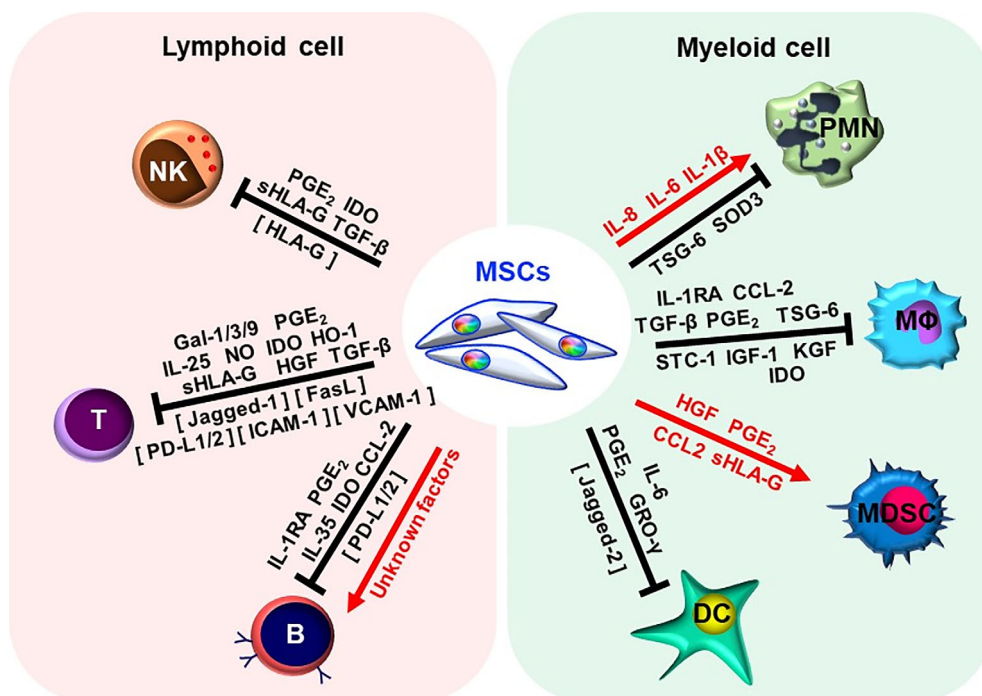 Lymphoid cell
NK
PGE₂ IDO
sHLA-G TGF-β
[HLA-G]
Gal-1/3/9 PGE₂
IL-25 NO IDO HO-1
sHLA-G HGF TGF-β
[Jagged-1] [FasL]
[PD-L1/2] [ICAM-1] [VCAM-1]
T
IL-1RA PGE₂
IL-35 IDO CCL-2
[PD-L1/2]
Unknown factors
B
MSCs
Myeloid cell
PMN
IL-8 IL-6 IL-1β
TSG-6 SOD3
IL-1RA CCL-2
TGF-β PGE₂ TSG-6
STC-1 IGF-1 KGF
IDO
MΦ
HGF PGE₂
CCL2 sHLA-G
MDSC
IL-6
PGE₂ GRO-γ
[Jagged-2]
DC